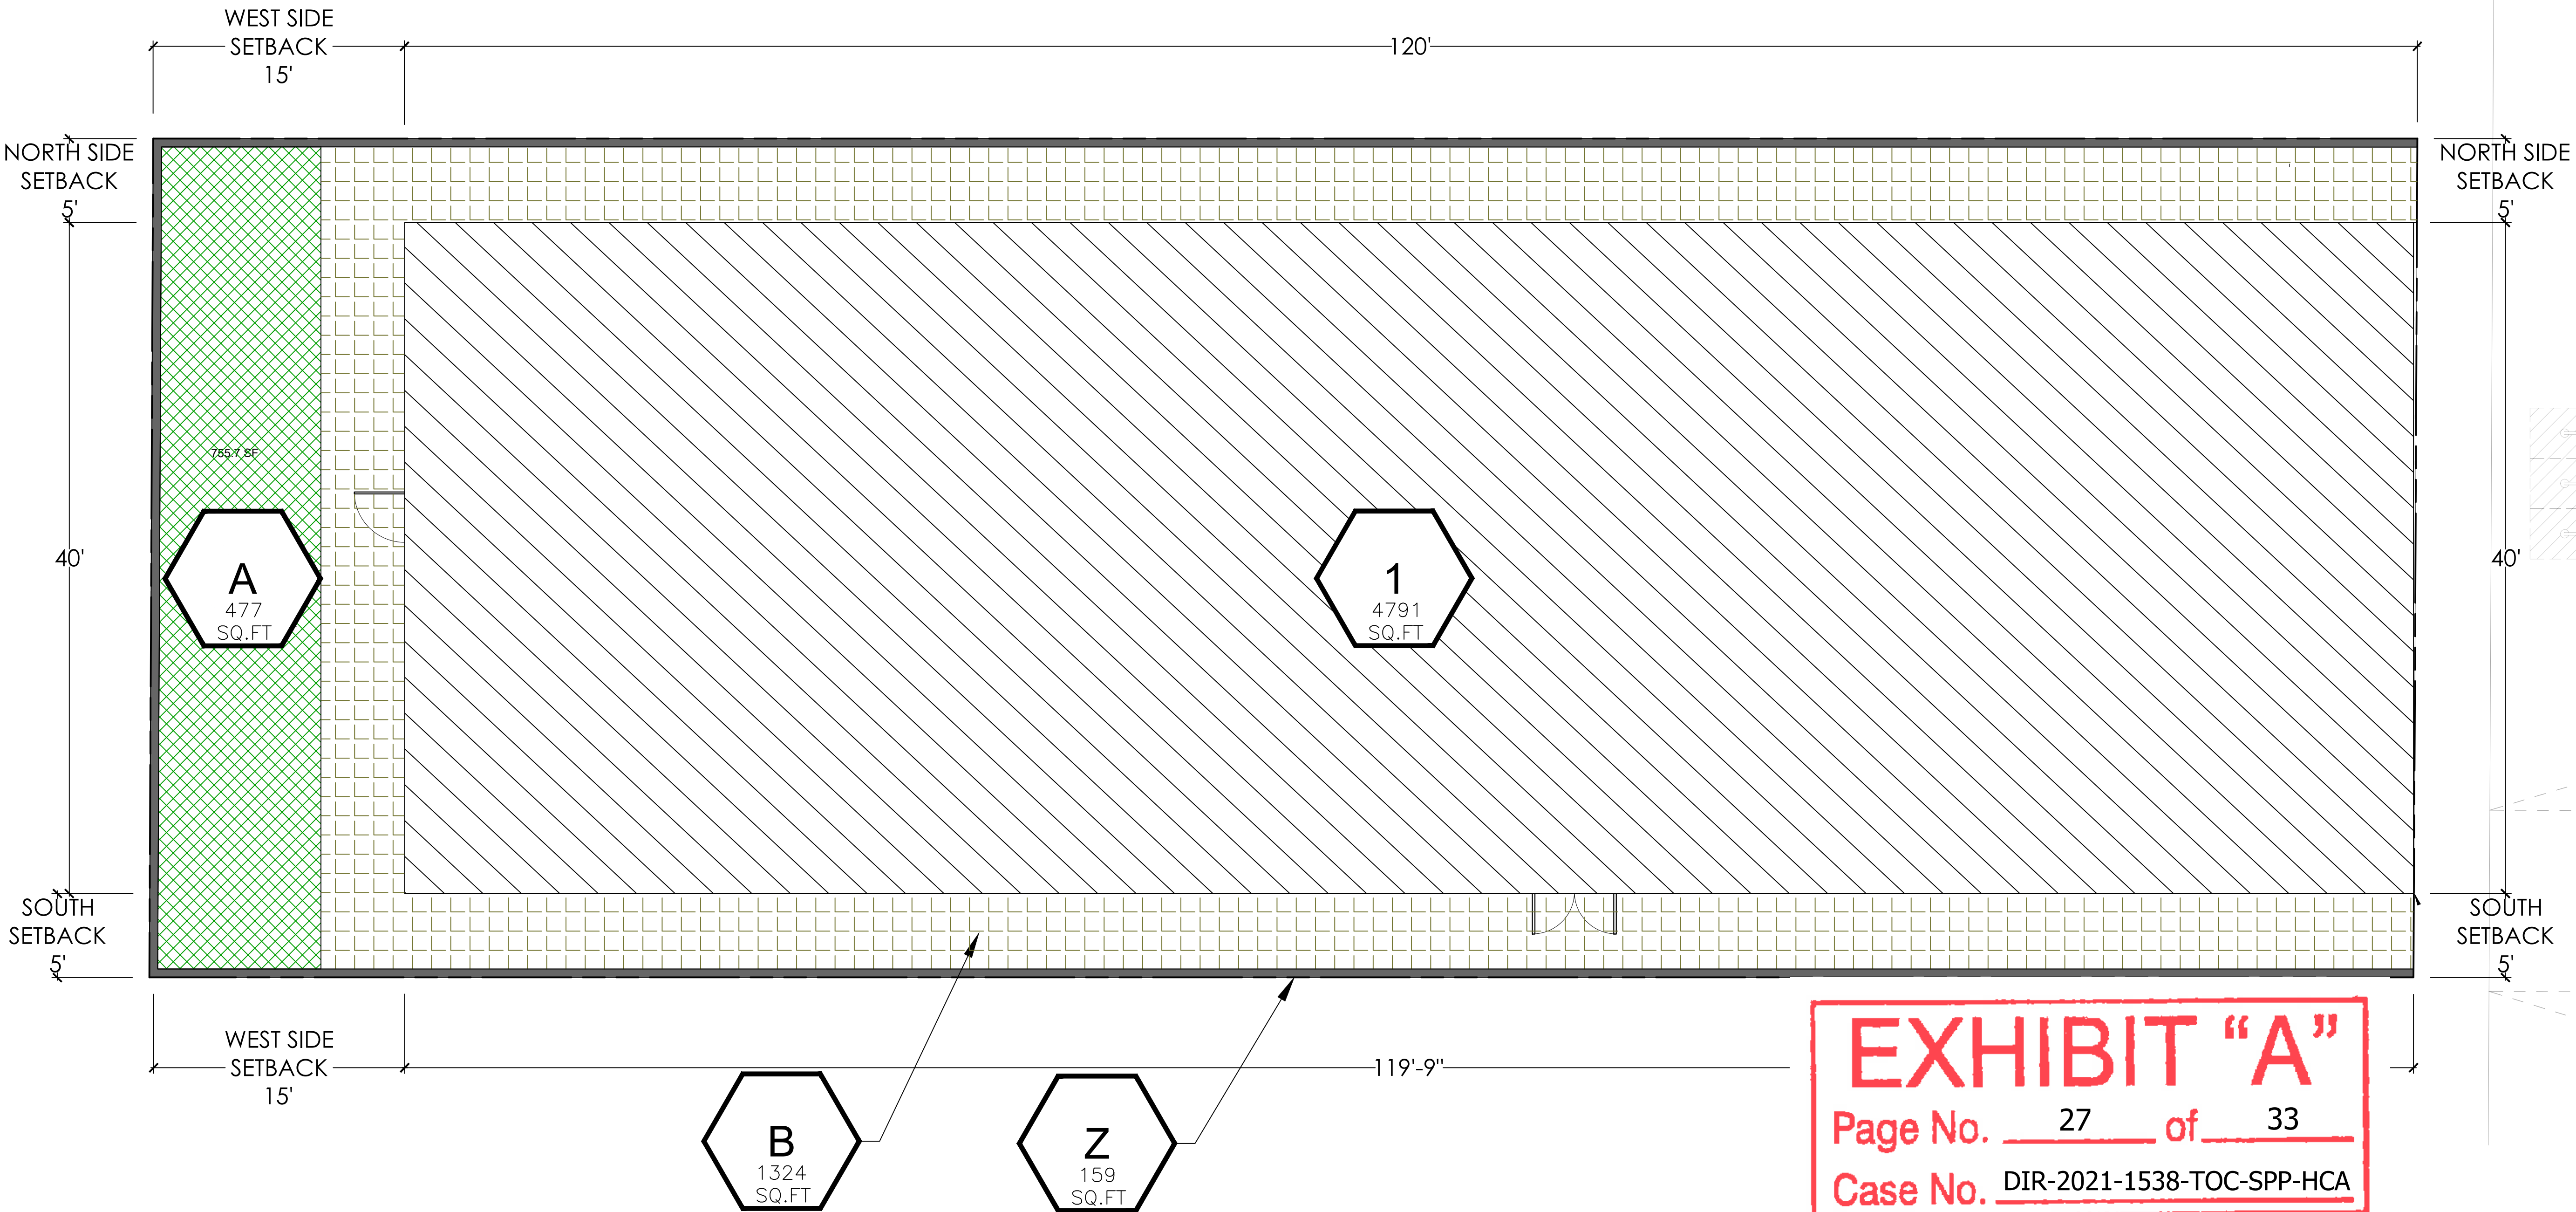 WEST SIDE
SETBACK
15'
120'
NORTH SIDE
SETBACK
5'
NORTH SIDE
SETBACK
5'
755.7 SF
40'
A
477
SQ.FT
1
4791
SQ.FT
40'
SOUTH
SETBACK
5'
SOUTH
SETBACK
5'
WEST SIDE
SETBACK
15'
119'-9"
B
1324
SQ.FT
Z
159
SQ.FT
EXHIBIT “A”
Page No. 27 of 33
Case No. DIR-2021-1538-TOC-SPP-HCA